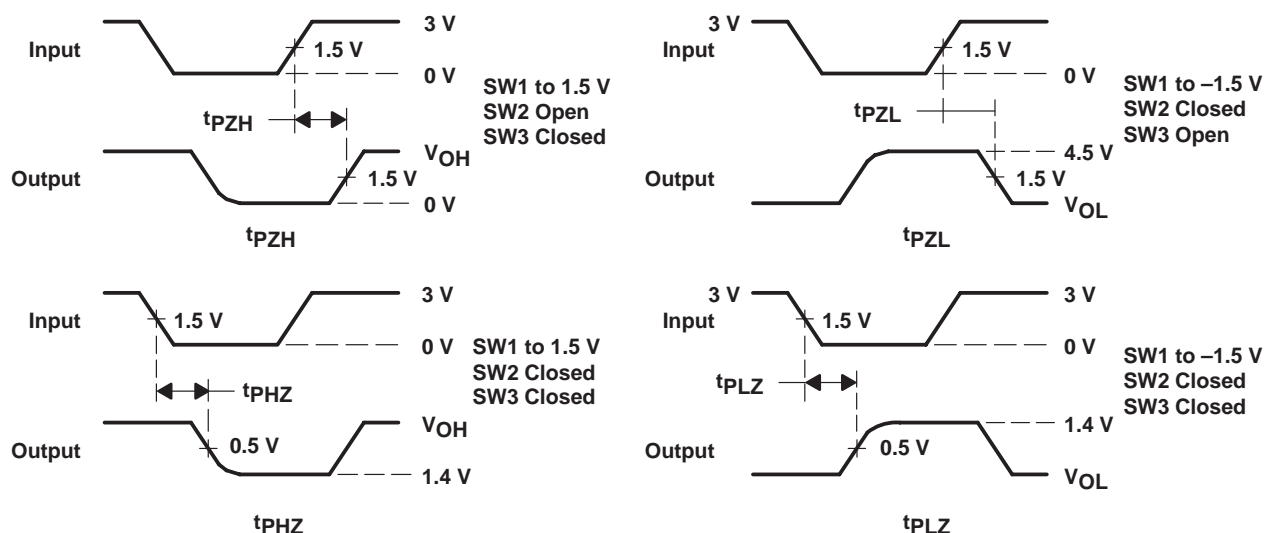 Input
3 V
1.5 V
0 V
SW1 to 1.5 V
SW2 Open
SW3 Closed
tPZH
Output
VOH
1.5 V
0 V
tPZH
3 V
Input
3 V
1.5 V
0 V
SW1 to –1.5 V
SW2 Closed
SW3 Open
tPZL
Output
4.5 V
1.5 V
VOL
tPZL
Input
3 V
1.5 V
0 V
SW1 to 1.5 V
SW2 Closed
SW3 Closed
tPHZ
Output
VOH
0.5 V
1.4 V
tPHZ
3 V
Input
3 V
1.5 V
0 V
SW1 to –1.5 V
SW2 Closed
SW3 Closed
tPLZ
Output
1.4 V
0.5 V
VOL
tPLZ